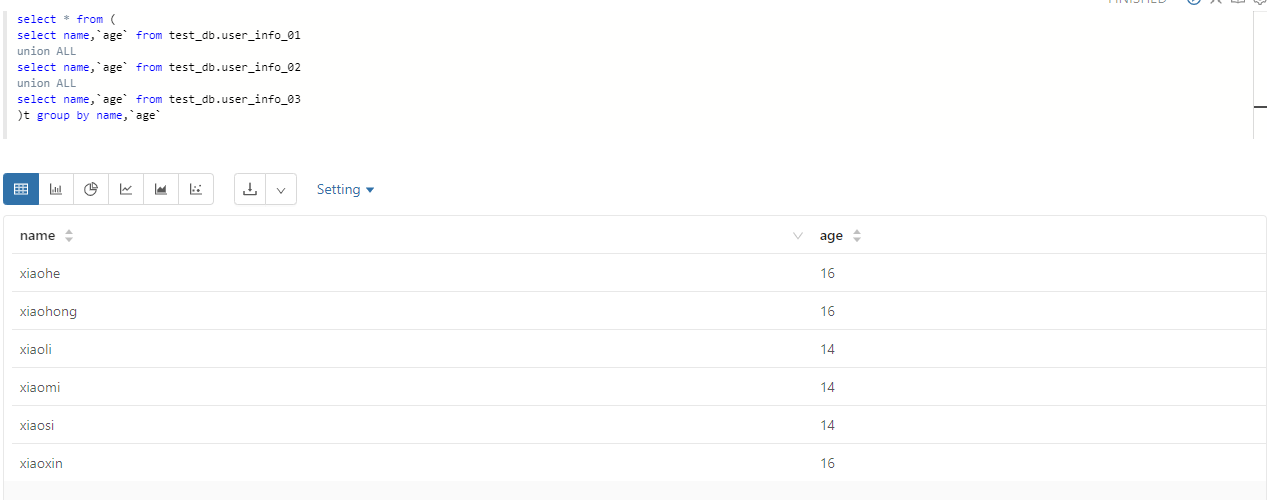 FINISHED
select * from (
select name,`age` from test_db.user_info_01
union ALL
select name,`age` from test_db.user_info_02
union ALL
select name,`age` from test_db.user_info_03
)t group by name,`age`
Setting
name age
xiaohe 16
xiaohong 16
xiaoli 14
xiaomi 14
xiaosi 14
xiaoxin 16